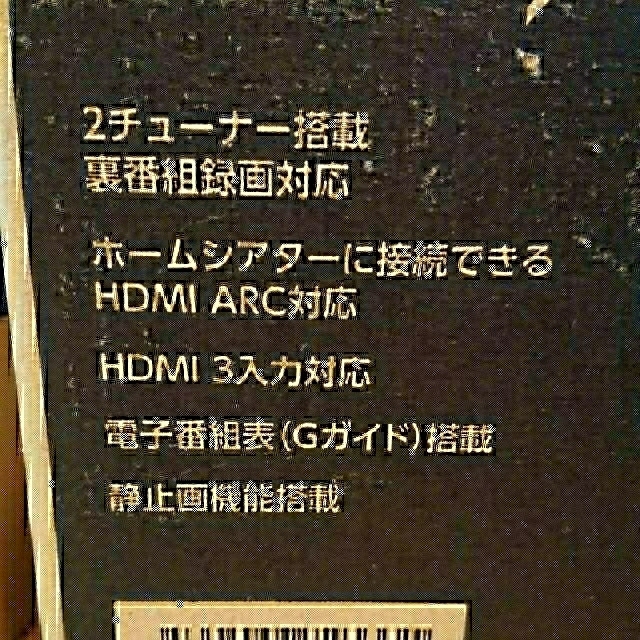 2チューナー搭載
裏番組録画対応
ホームシアターに接続できる
HDMI ARC対応
HDMI 3入力対応
電子番組表(Gガイド)搭載
静止画機能搭載